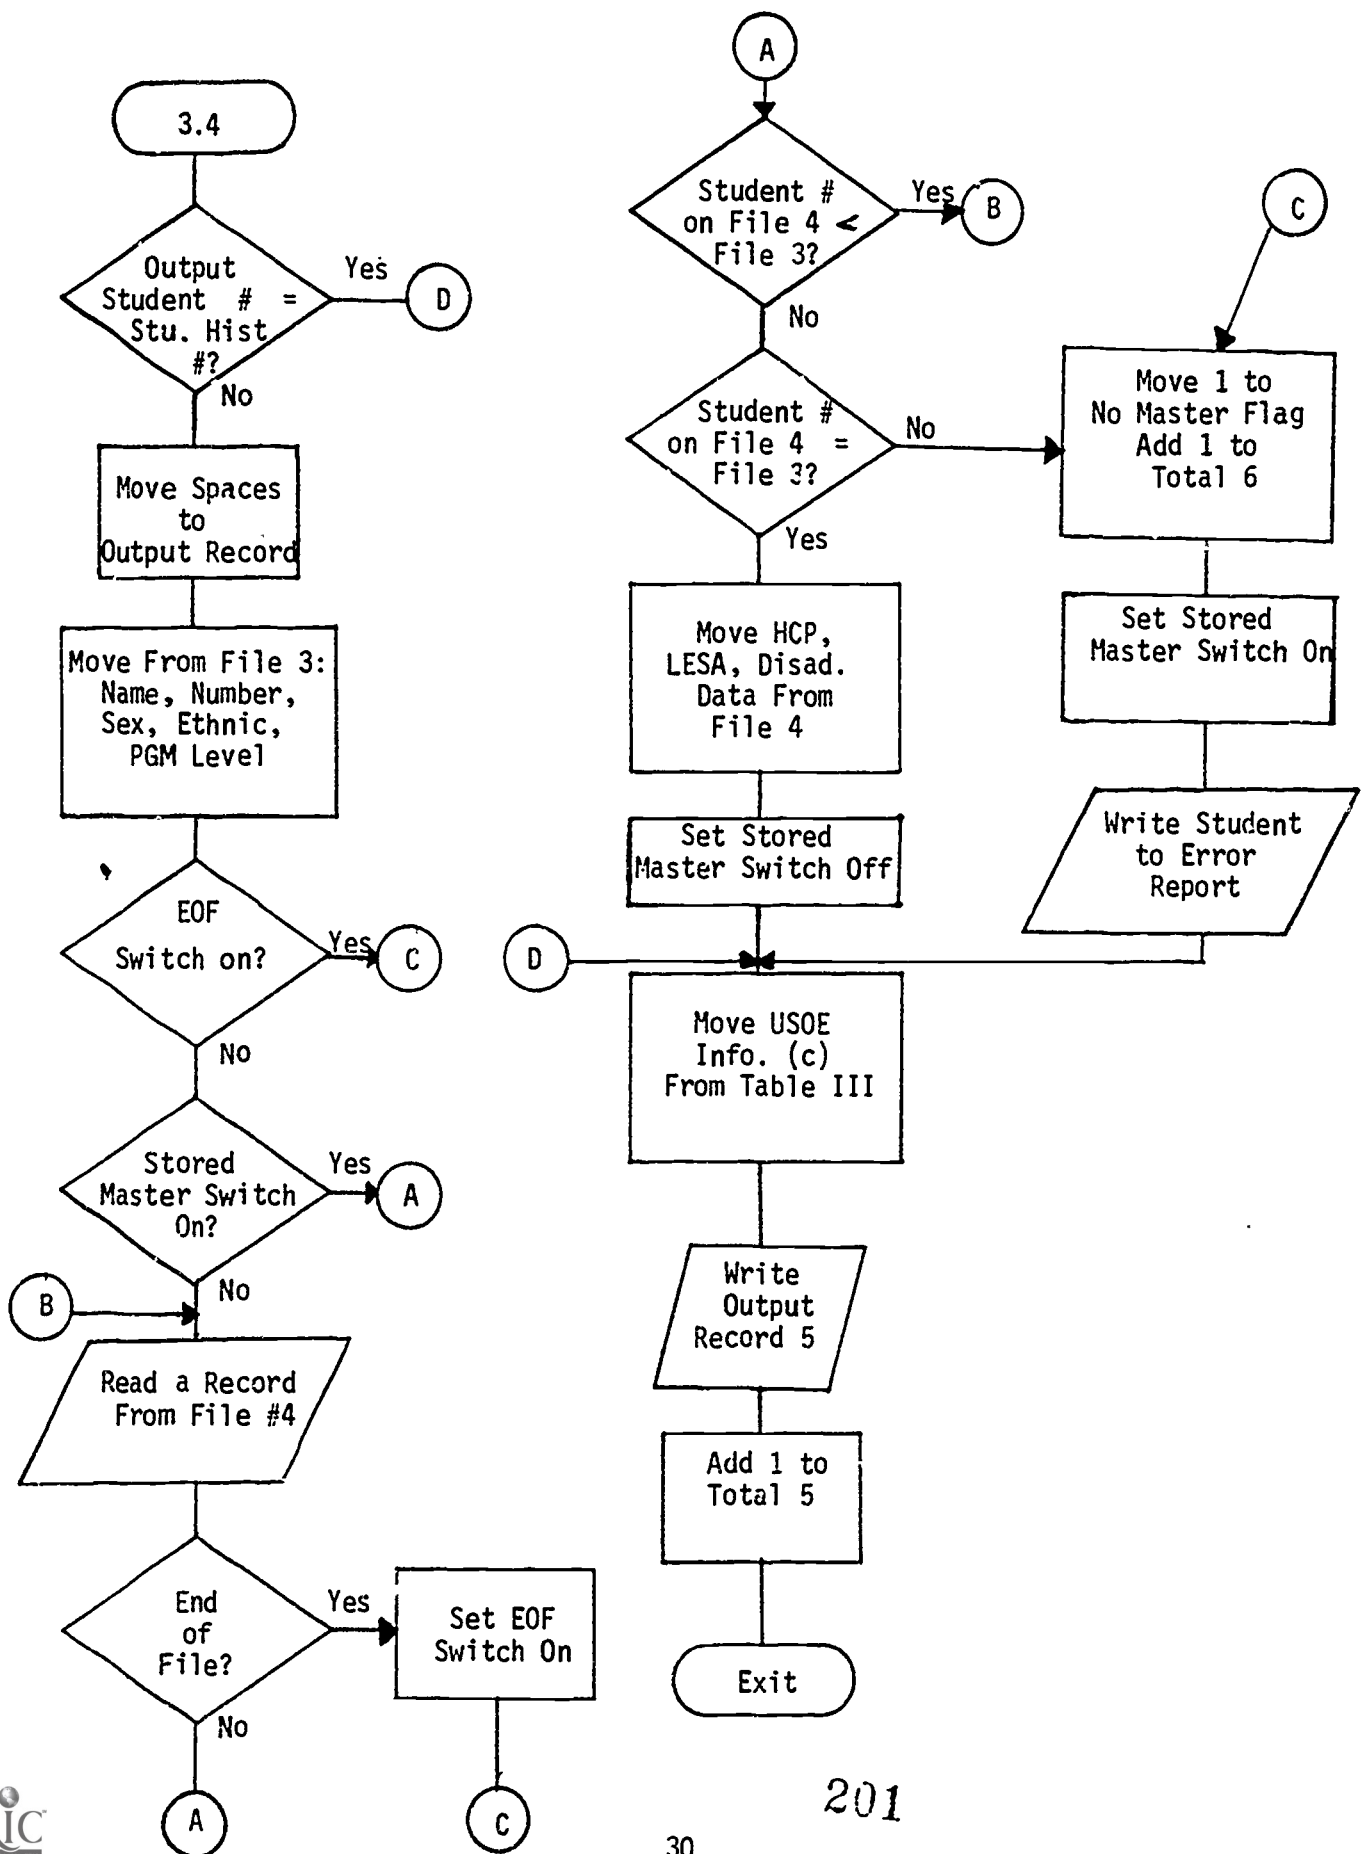 3.4
Output
Student # =
Stu. Hist
#?
Yes
D
No
Move Spaces
to
Output Record
Move From File 3:
Name, Number,
Sex, Ethnic,
PGM Level
EOF
Switch on?
Yes
C
No
Stored
Master Switch
On?
Yes
A
No
B
Read a Record
From File #4
End
of
File?
Yes
Set EOF
Switch On
No
A
C
A
Student #
on File 4 <
File 3?
Yes
B
No
Student #
on File 4 =
File 3?
No
Yes
Move HCP,
LESA, Disad.
Data From
File 4
Set Stored
Master Switch Off
D
Move USOE
Info. (c)
From Table III
Write
Output
Record 5
Add 1 to
Total 5
Exit
C
Move 1 to
No Master Flag
Add 1 to
Total 6
Set Stored
Master Switch On
Write Student
to Error
Report
201
30
IC